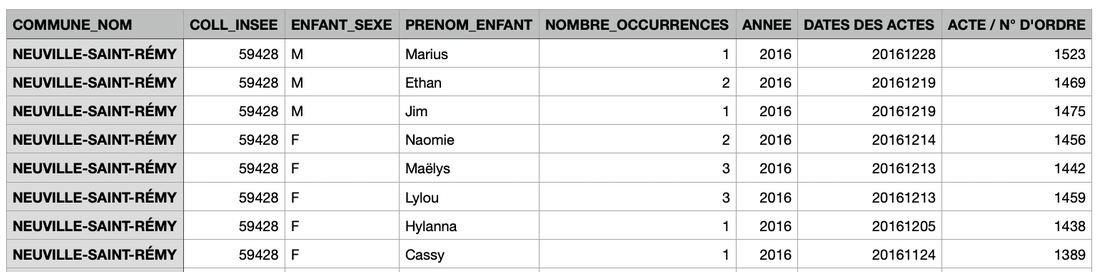 COMMUNE_NOM COLL_INSEE ENFANT_SEXE PRENOM_ENFANT NOMBRE_OCCURRENCES ANNEE DATES DES ACTES ACTE / N° D'ORDRE
NEUVILLE-SAINT-RÉMY 59428 M Marius 1 2016 20161228 1523
NEUVILLE-SAINT-RÉMY 59428 M Ethan 2 2016 20161219 1469
NEUVILLE-SAINT-RÉMY 59428 M Jim 1 2016 20161219 1475
NEUVILLE-SAINT-RÉMY 59428 F Naomie 2 2016 20161214 1456
NEUVILLE-SAINT-RÉMY 59428 F Maëlys 3 2016 20161213 1442
NEUVILLE-SAINT-RÉMY 59428 F Lylou 3 2016 20161213 1459
NEUVILLE-SAINT-RÉMY 59428 F Hylanna 1 2016 20161205 1438
NEUVILLE-SAINT-RÉMY 59428 F Cassy 1 2016 20161124 1389